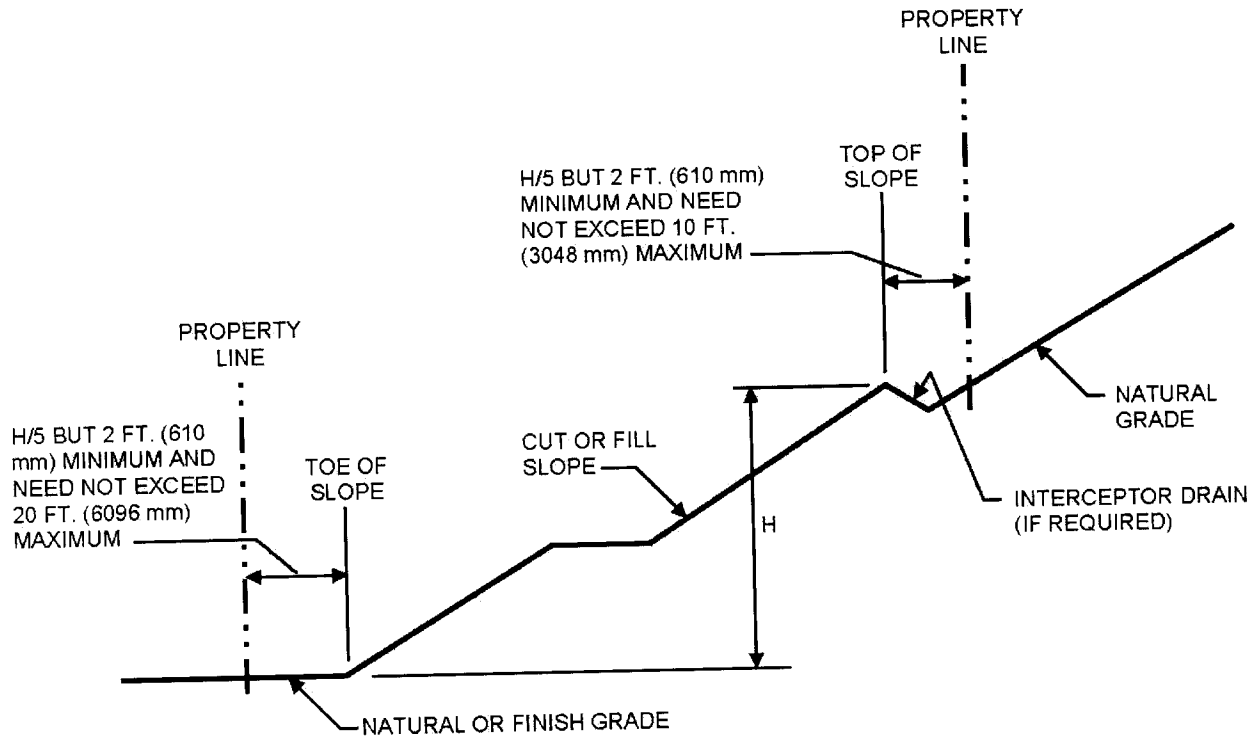 PROPERTY
LINE
TOP OF
SLOPE
H/5 BUT 2 FT. (610 mm)
MINIMUM AND NEED
NOT EXCEED 10 FT.
(3048 mm) MAXIMUM
PROPERTY
LINE
H/5 BUT 2 FT. (610
mm) MINIMUM AND
NEED NOT EXCEED
20 FT. (6096 mm)
MAXIMUM
TOE OF
SLOPE
CUT OR FILL
SLOPE
NATURAL
GRADE
INTERCEPTOR DRAIN
(IF REQUIRED)
H
NATURAL OR FINISH GRADE